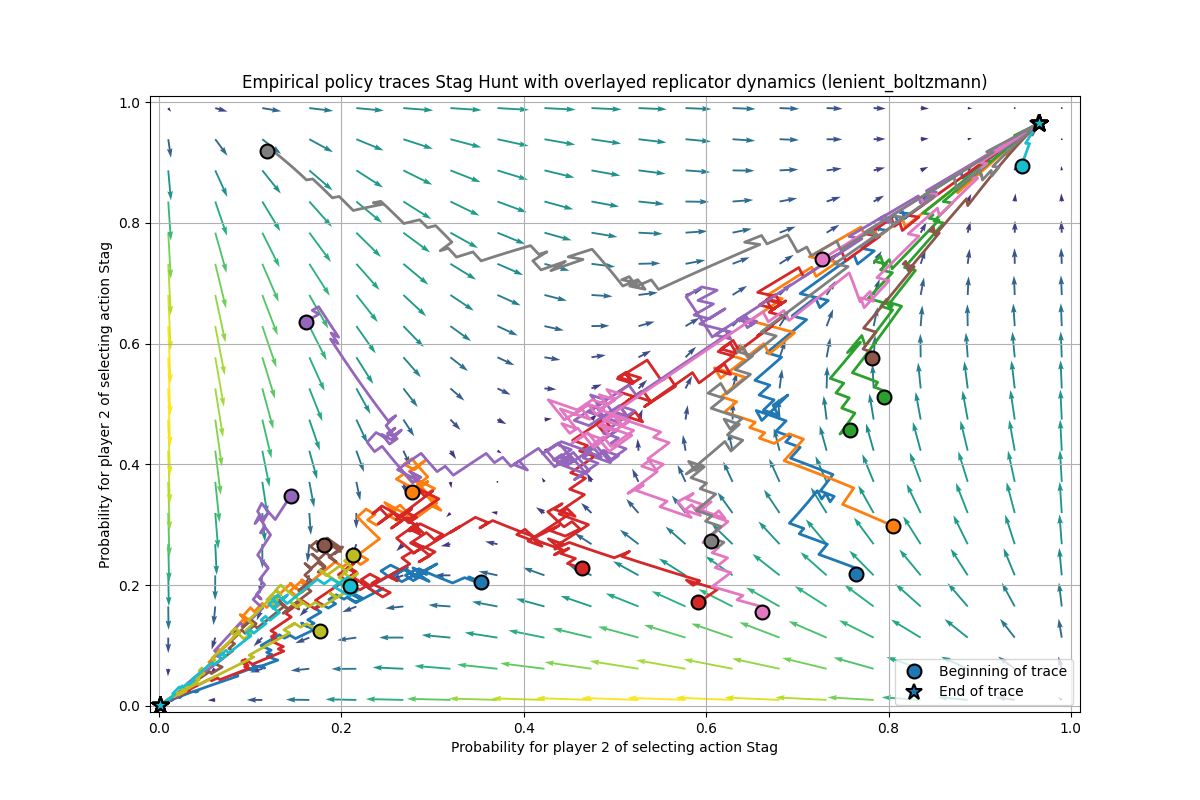 Empirical policy traces Stag Hunt with overlayed replicator dynamics (lenient_boltzmann)
Probability for player 2 of selecting action Stag
1.0
0.8
0.6
0.4
0.2
0.0
0.0 0.2 0.4 0.6 0.8 1.0
Probability for player 2 of selecting action Stag
Beginning of trace
End of trace